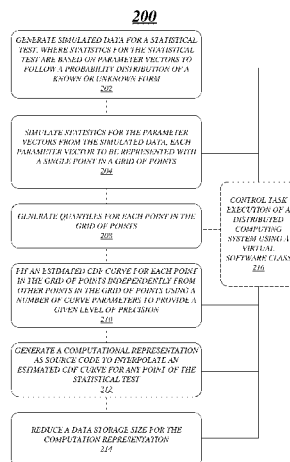 200
GENERATE SIMULATED DATA FOR A STATISTICAL
TEST, WHERE STATISTICS FOR THE STATISTICAL
TEST ARE BASED ON PARAMETER VECTORS TO
FOLLOW A PROBABILITY DISTRIBUTION OF A
KNOWN OR UNKNOWN FORM
202
SIMULATE STATISTICS FOR THE PARAMETER
VECTORS FROM THE SIMULATED DATA, EACH
PARAMETER VECTOR TO BE REPRESENTED WITH
A SINGLE POINT IN A GRID OF POINTS
204
GENERATE QUANTILES FOR EACH POINT IN THE
GRID OF POINTS
208
FIT AN ESTIMATED CDF CURVE FOR EACH POINT
IN THE GRID OF POINTS INDEPENDENTLY FROM
OTHER POINTS IN THE GRID OF POINTS USING A
NUMBER OF CURVE PARAMETERS TO PROVIDE A
GIVEN LEVEL OF PRECISION
210
GENERATE A COMPUTATIONAL REPRESENTATION
AS SOURCE CODE TO INTERPOLATE AN
ESTIMATED CDF CURVE FOR ANY POINT OF THE
STATISTICAL TEST
212
REDUCE A DATA STORAGE SIZE FOR THE
COMPUTATION REPRESENTATION
214
CONTROL TASK
EXECUTION OF A
DISTRIBUTED
COMPUTING
SYSTEM USING A
VIRTUAL
SOFTWARE CLASS
216